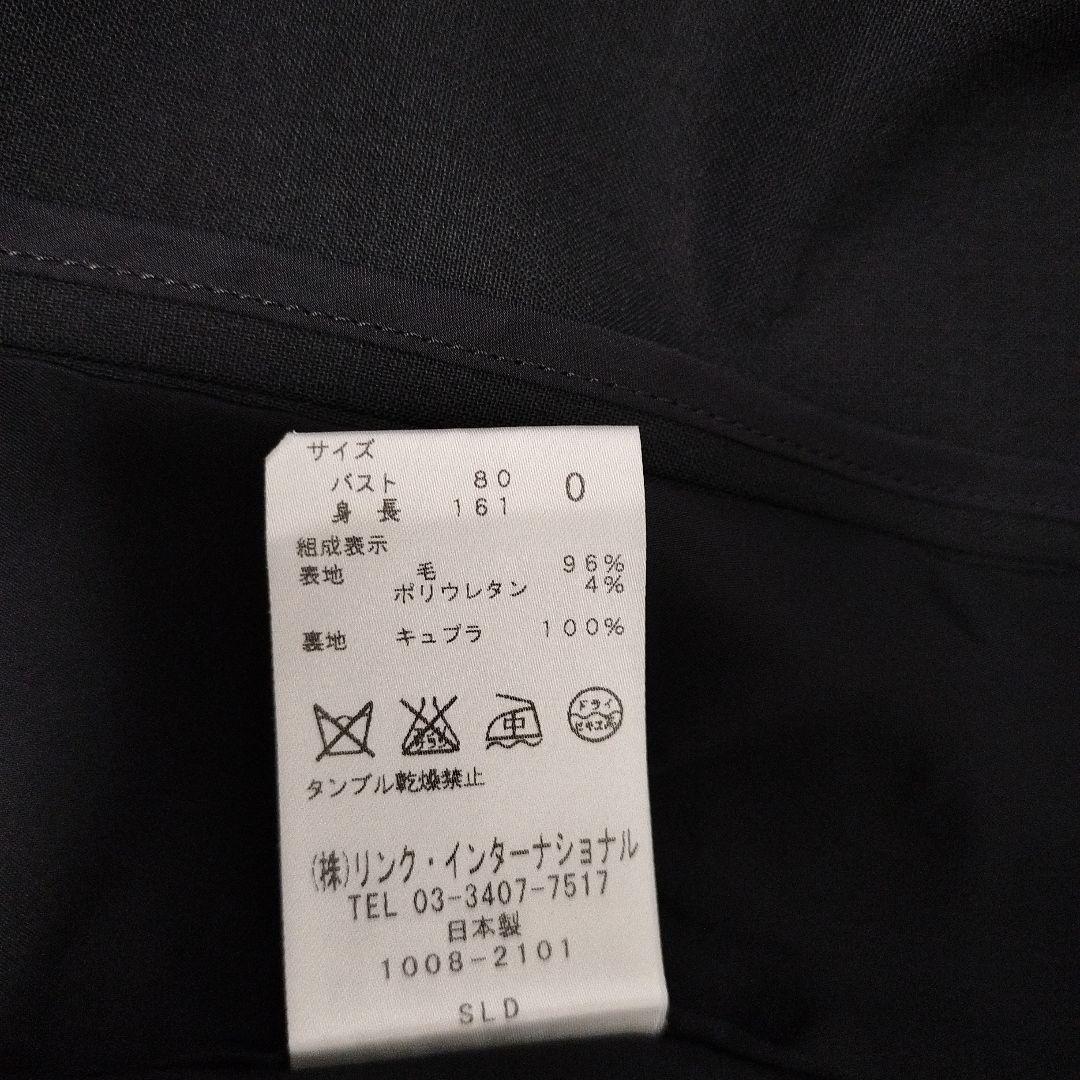 サイズ
バスト 80 0
身長 161
組成表示
表地 毛 96%
ポリウレタン 4%
裏地 キュプラ 100%
中 ドライ
タンブル乾燥禁止
(株)リンク・インターナショナル
TEL 03-3407-7517
日本製
1008-2101
SLD